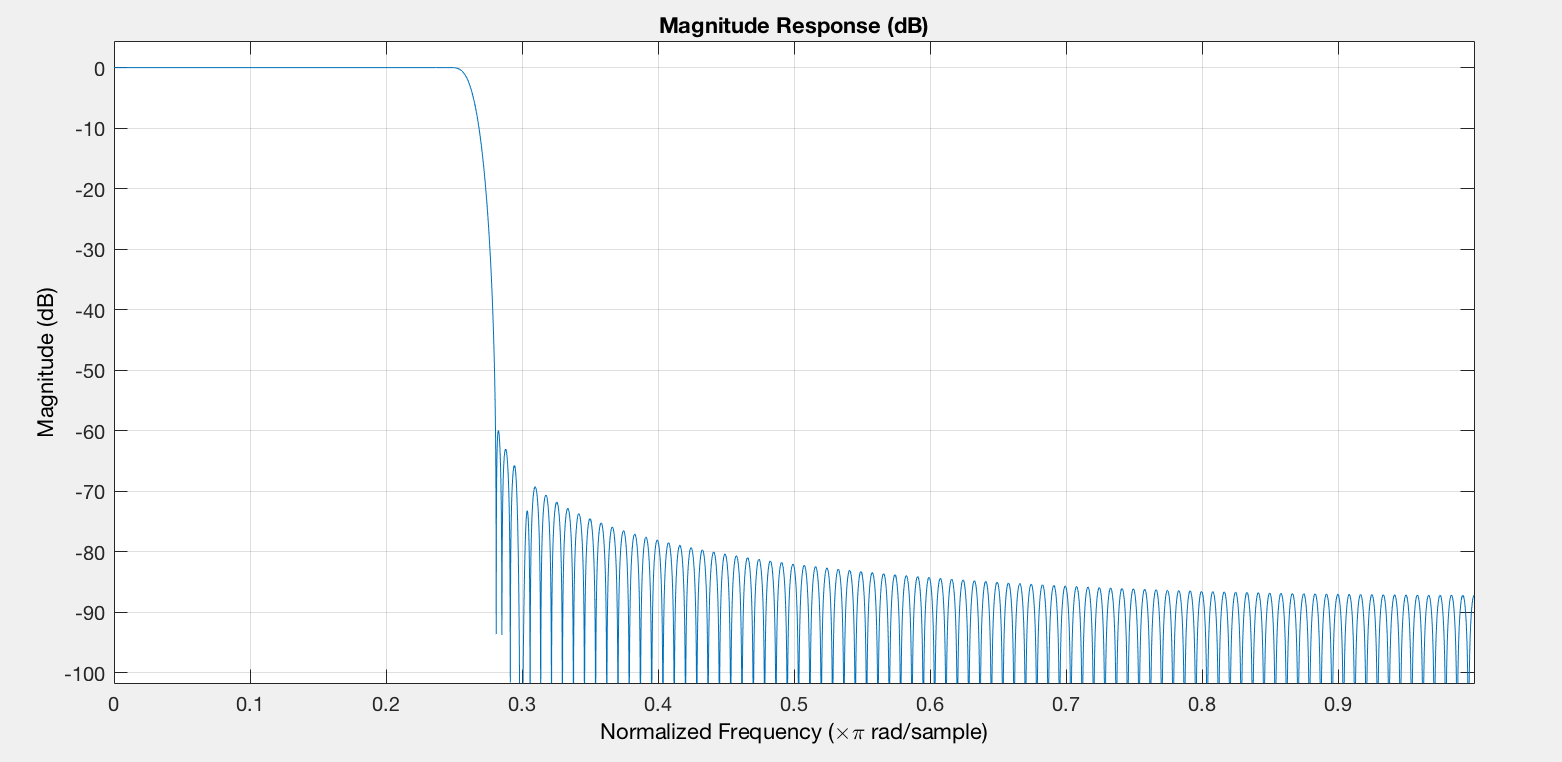 Magnitude Response (dB)
0
-10
-20
-30
-40
-50
-60
-70
-80
-90
-100
Magnitude (dB)
0 0.1 0.2 0.3 0.4 0.5 0.6 0.7 0.8 0.9
Normalized Frequency (×π rad/sample)